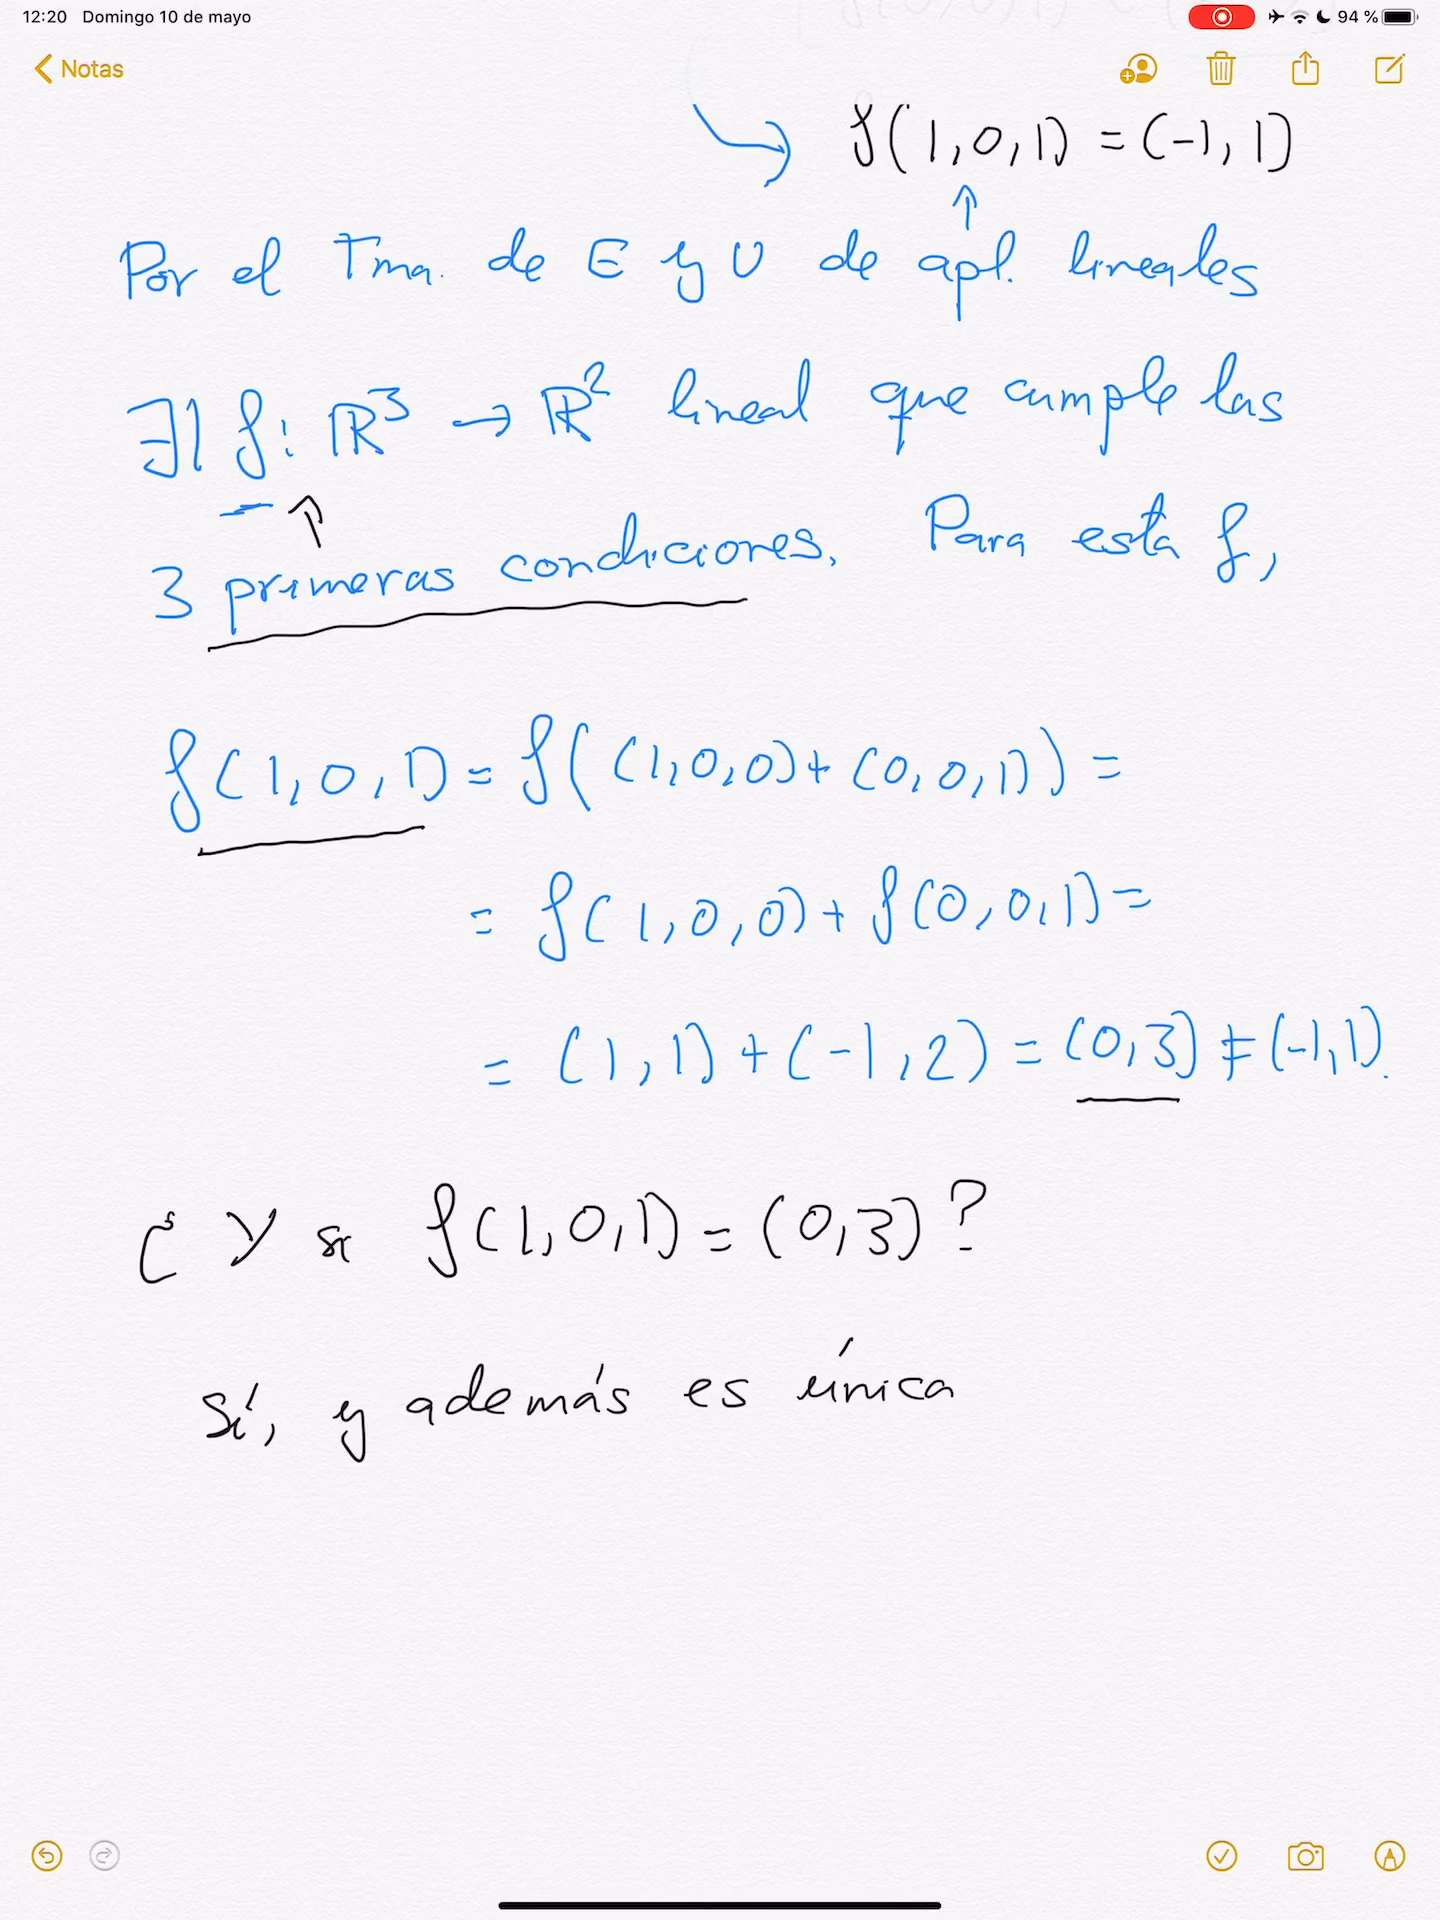 12:20 Domingo 10 de mayo 94 %
Notas
f(1,0,1) = (-1,1)
Por el Tma. de E y U de apl. lineales
∃| f: ℝ³ → ℝ² lineal que cumple las
3 primeras condiciones. Para esta f,
f(1,0,1) = f((1,0,0)+(0,0,1)) =
= f(1,0,0)+f(0,0,1) =
= (1,1)+(-1,2) = (0,3) ≠ (-1,1).
¿Y si f(1,0,1) = (0,3)?
Sí, y además es única